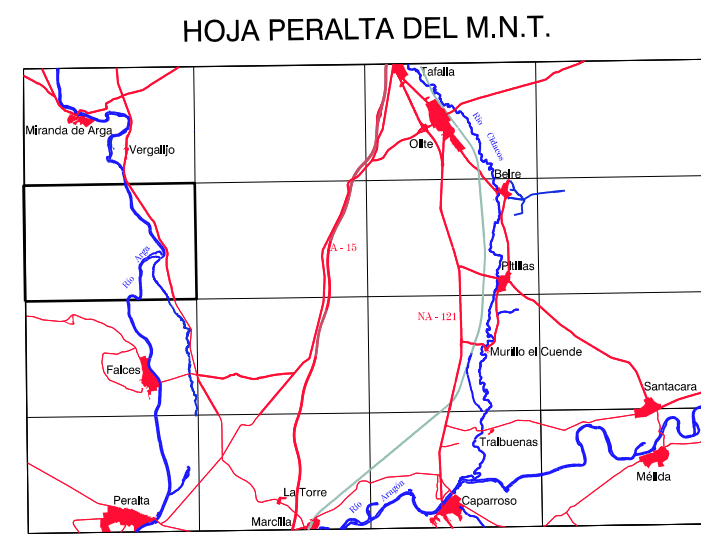 HOJA PERALTA DEL M.N.T.
Tafalla
Miranda de Arga
Río Cidacos
Olite
Vergalijo
Beire
Río Arga
A - 15
Pitillas
NA - 121
Murillo el Cuende
Falces
Santacara
Traibuenas
Mélida
La Torre
Río Aragón
Peralta
Caparroso
Marcilla